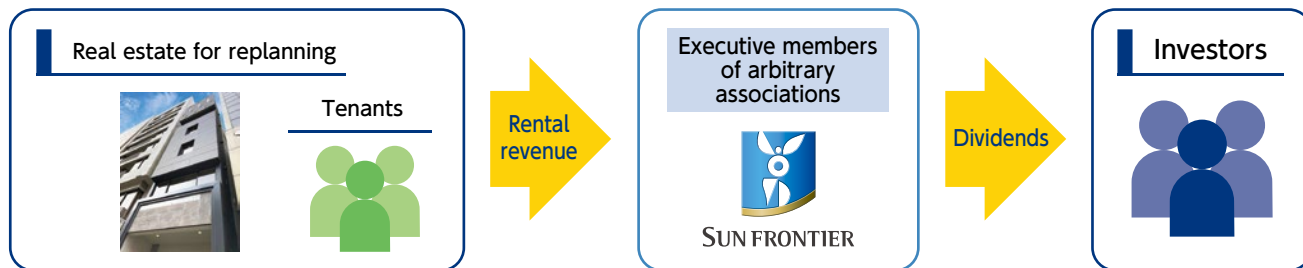 Real estate for replanning
Tenants
Rental
revenue
Executive members
of arbitrary
associations
SUN FRONTIER
Dividends
Investors